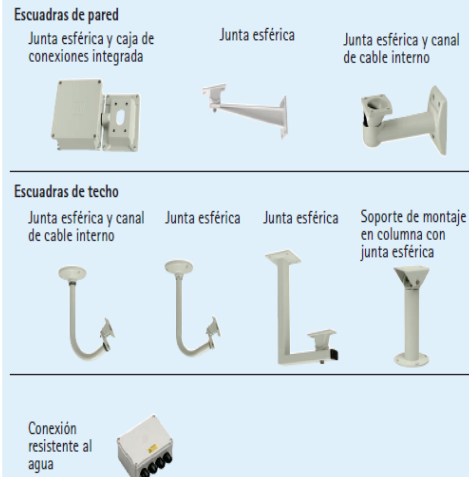 Escuadras de pared
Junta esférica y caja de
conexiones integrada
Junta esférica
Junta esférica y canal
de cable interno
Escuadras de techo
Junta esférica y canal
de cable interno
Junta esférica
Junta esférica
Soporte de montaje
en columna con
junta esférica
Conexión
resistente al
agua